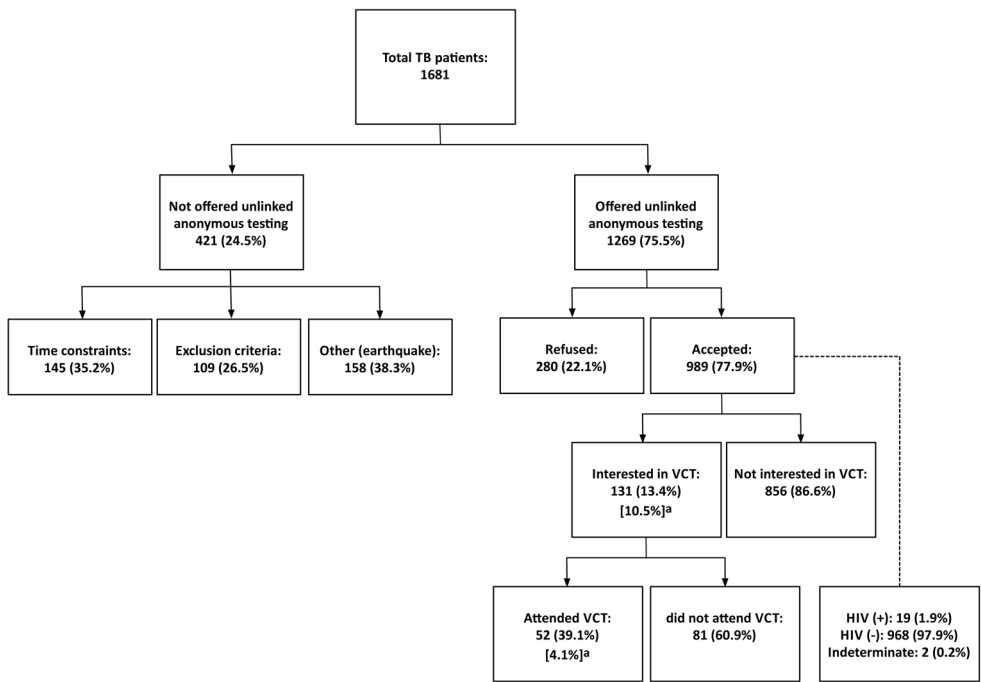 Total TB patients:
1681
Not offered unlinked
anonymous testing
421 (24.5%)
Offered unlinked
anonymous testing
1269 (75.5%)
Time constraints:
145 (35.2%)
Exclusion criteria:
109 (26.5%)
Other (earthquake):
158 (38.3%)
Refused:
280 (22.1%)
Accepted:
989 (77.9%)
Interested in VCT:
131 (13.4%)
[10.5%]a
Not interested in VCT:
856 (86.6%)
Attended VCT:
52 (39.1%)
[4.1%]a
did not attend VCT:
81 (60.9%)
HIV (+): 19 (1.9%)
HIV (-): 968 (97.9%)
Indeterminate: 2 (0.2%)